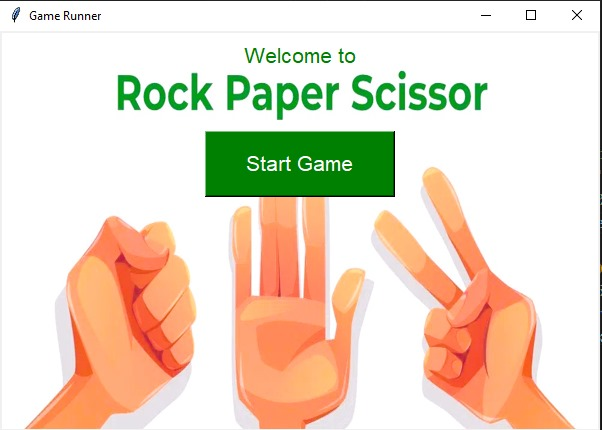 Game Runner
Welcome to
Rock Paper Scissor
Start Game